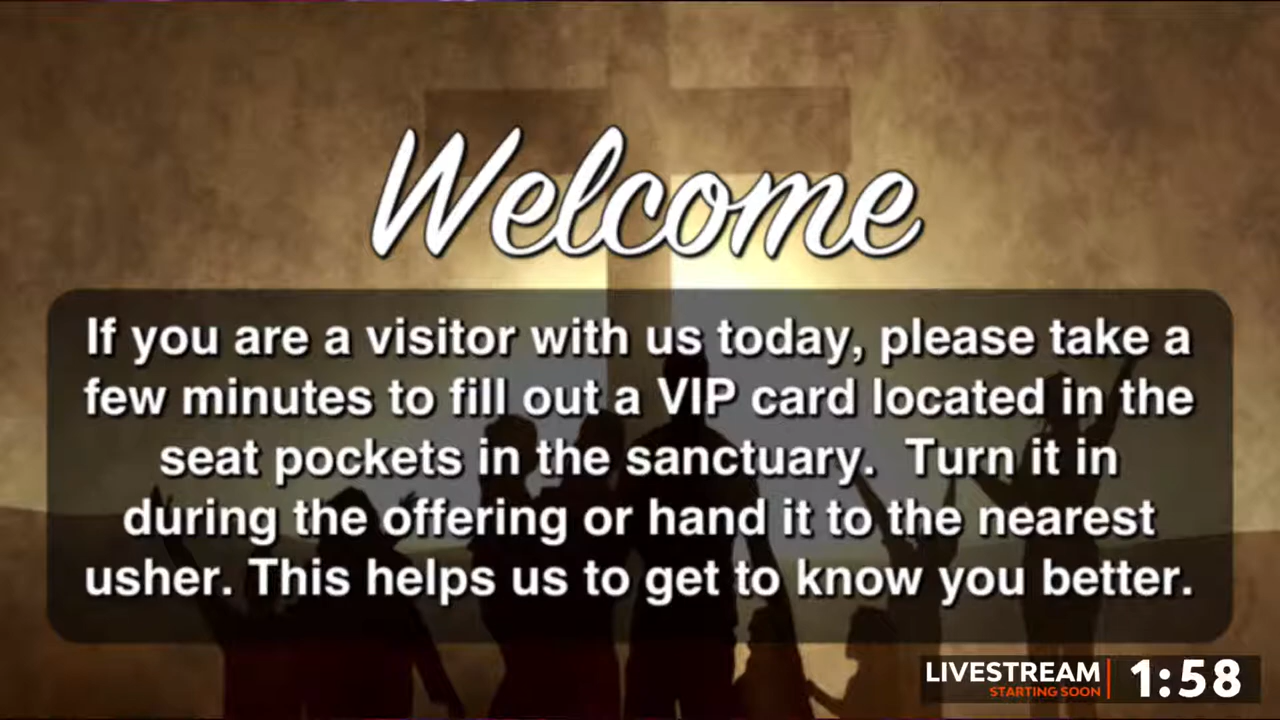 Welcome
If you are a visitor with us today, please take a
few minutes to fill out a VIP card located in the
seat pockets in the sanctuary.  Turn it in
during the offering or hand it to the nearest
usher. This helps us to get to know you better.
LIVESTREAM
STARTING SOON
1:58